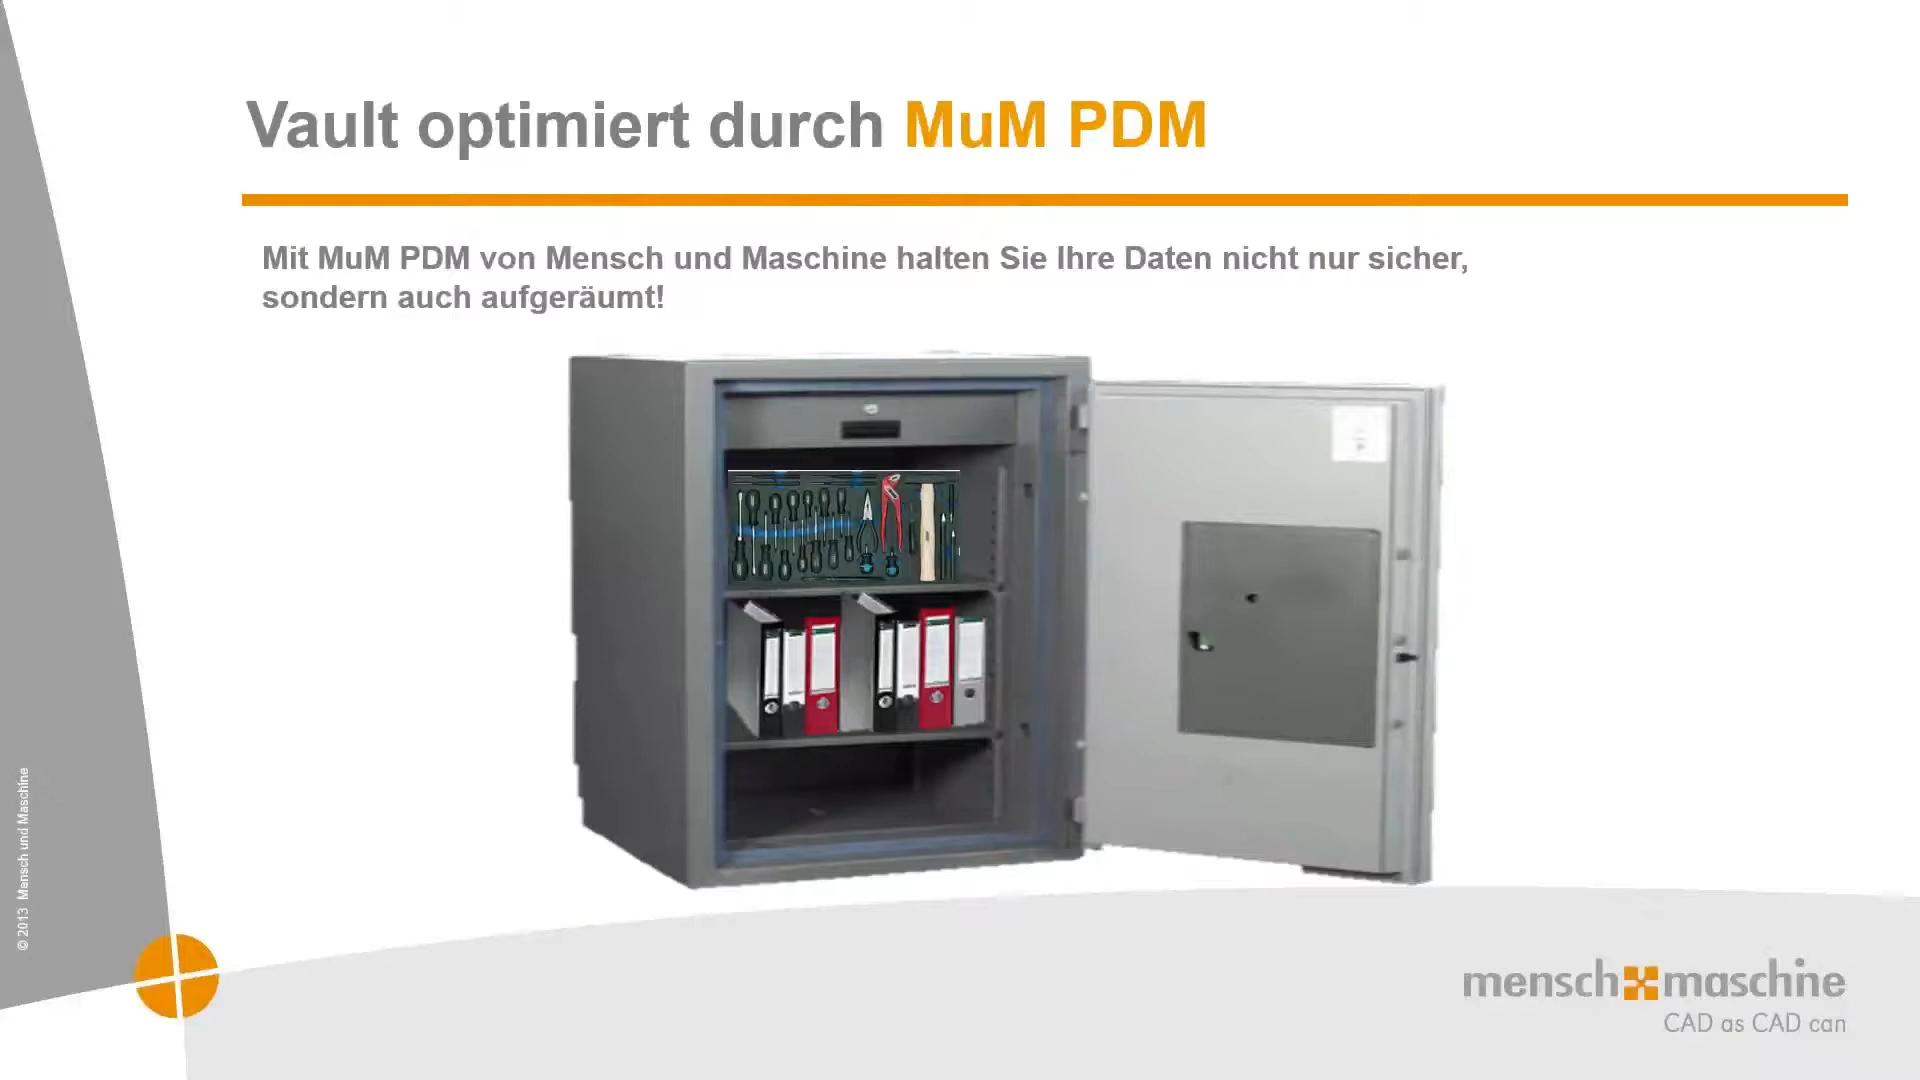 Vault optimiert durch MuM PDM
Mit MuM PDM von Mensch und Maschine halten Sie Ihre Daten nicht nur sicher,
sondern auch aufgeräumt!
© 2013 Mensch und Maschine
mensch maschine
CAD as CAD can